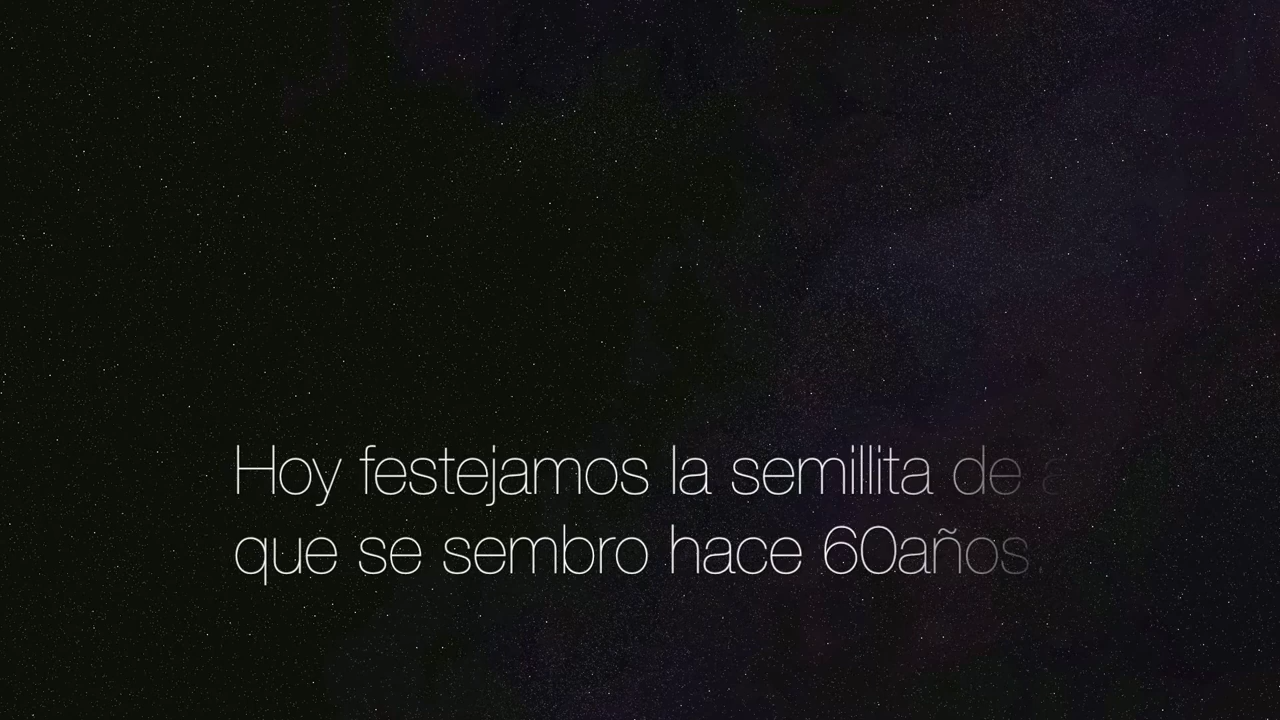 Hoy festejamos la semillita de
que se sembro hace 60años.